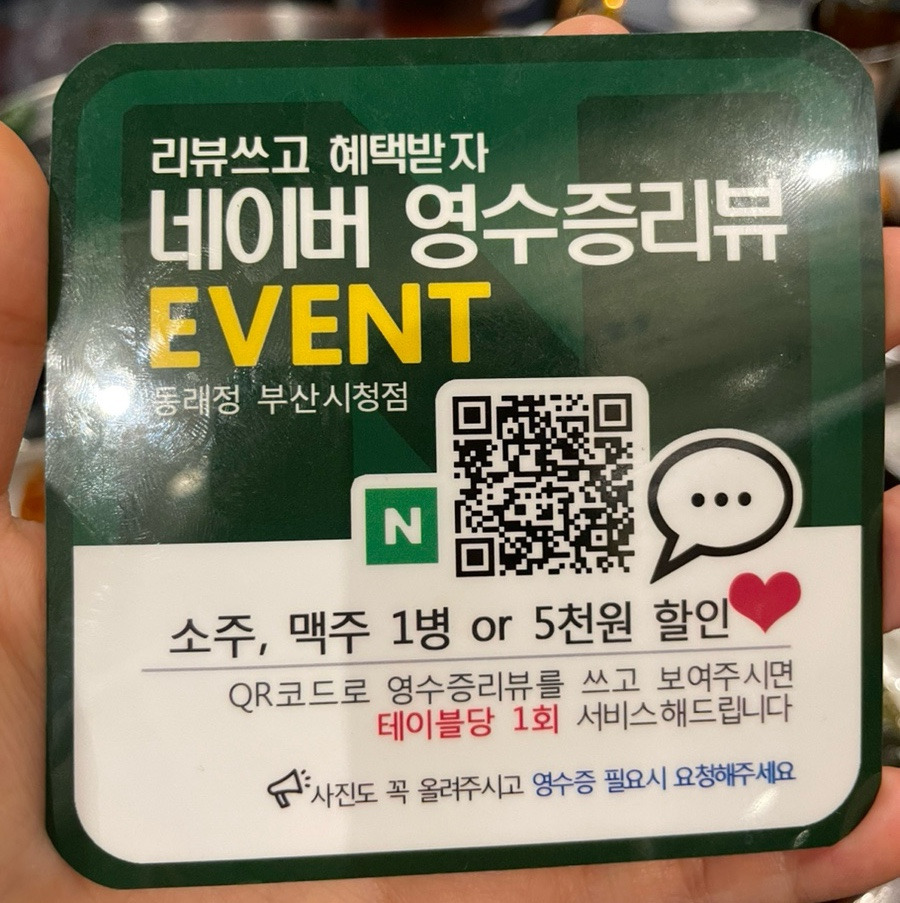 리뷰쓰고 혜택받자
네이버 영수증리뷰
EVENT
동래정 부산시청점
N
소주, 맥주 1병 or 5천원 할인
QR코드로 영수증리뷰를 쓰고 보여주시면
테이블당 1회 서비스해드립니다
사진도 꼭 올려주시고 영수증 필요시 요청해주세요